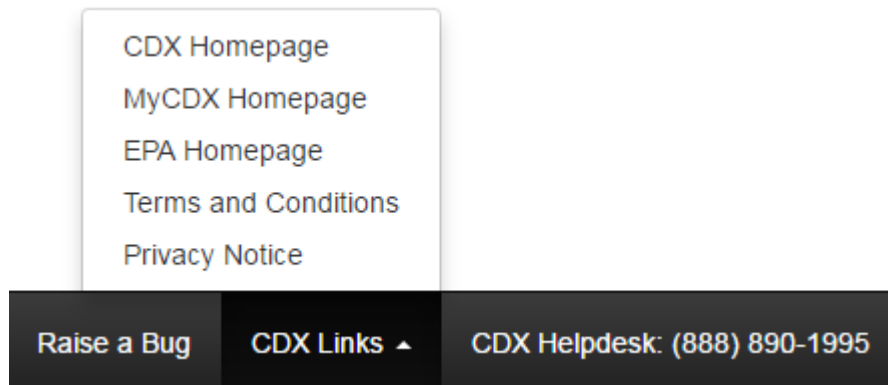 CDX Homepage
MyCDX Homepage
EPA Homepage
Terms and Conditions
Privacy Notice
Raise a Bug CDX Links CDX Helpdesk: (888) 890-1995